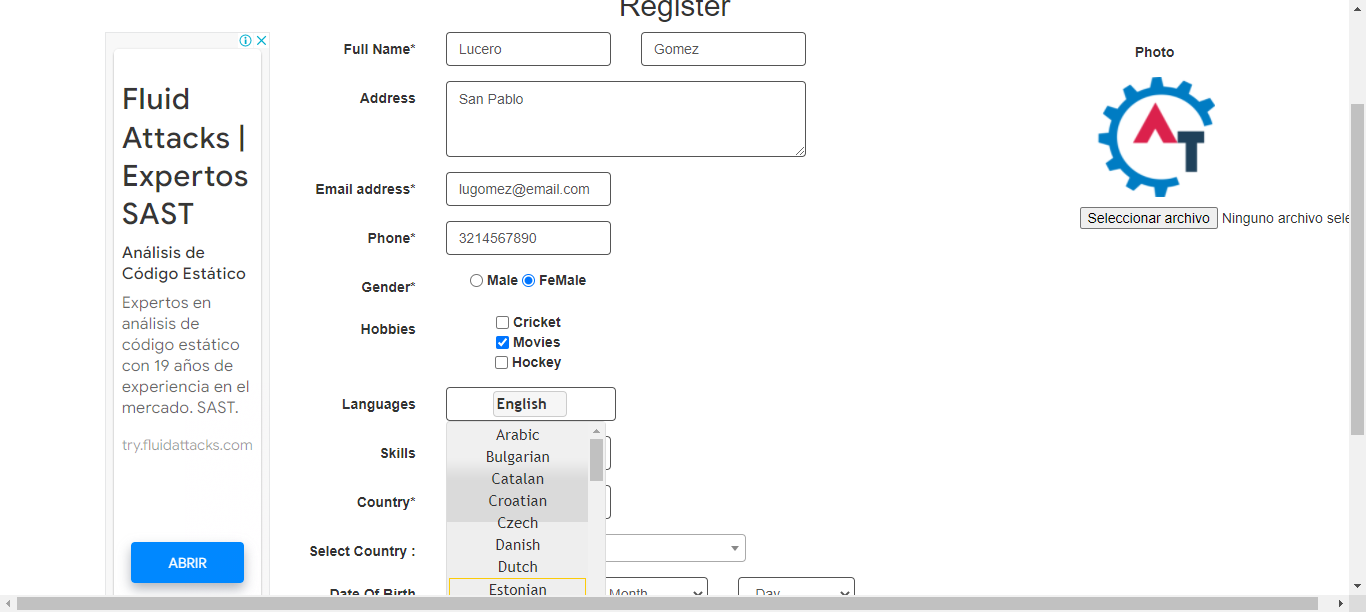 Register
Fluid
Attacks |
Expertos
SAST
Análisis de
Código Estático
Expertos en
análisis de
código estático
con 19 años de
experiencia en el
mercado. SAST.
try.fluidattacks.com
ABRIR
Full Name* Lucero Gomez
Address San Pablo
Email address* lugomez@email.com
Phone* 3214567890
Gender* Male FeMale
Hobbies Cricket
Movies
Hockey
Languages English
Arabic
Bulgarian
Catalan
Croatian
Czech
Danish
Dutch
Estonian
Skills
Country*
Select Country :
Date Of Birth Month Day
Photo
AT
Seleccionar archivo Ninguno archivo sele